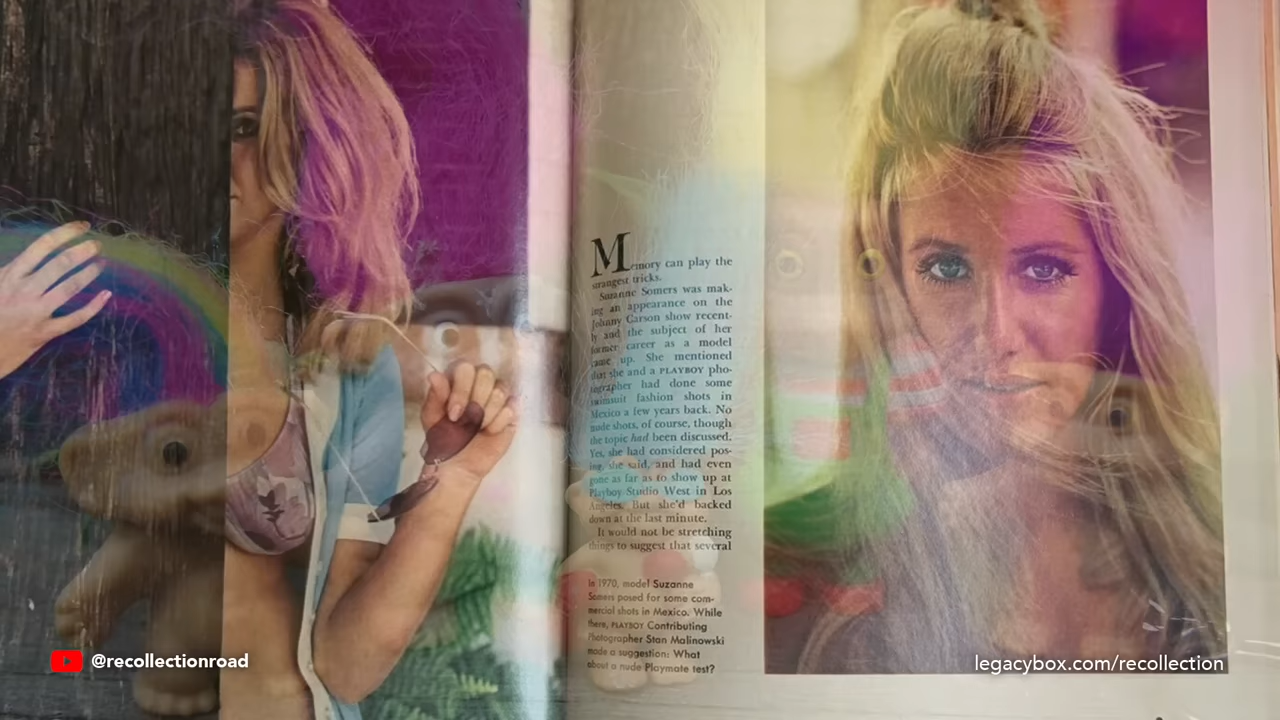 Memory can play the
strangest tricks.
Suzanne Somers was mak-
ing an appearance on the
Johnny Carson show recent-
ly and the subject of her
former career as a model
came up. She mentioned
that she and a PLAYBOY pho-
tographer had done some
swimsuit fashion shots in
Mexico a few years back. No
nude shots, of course, though
the topic had been discussed.
Yes, she had considered pos-
ing, she said, and had even
gone as far as to show up at
Playboy Studio West in Los
Angeles. But she'd backed
down at the last minute.
It would not be stretching
things to suggest that several
In 1970, model Suzanne
Somers posed for some com-
mercial shots in Mexico. While
there, PLAYBOY Contributing
Photographer Stan Malinowski
made a suggestion: What
about a nude Playmate test?
@recollectionroad
legacybox.com/recollection